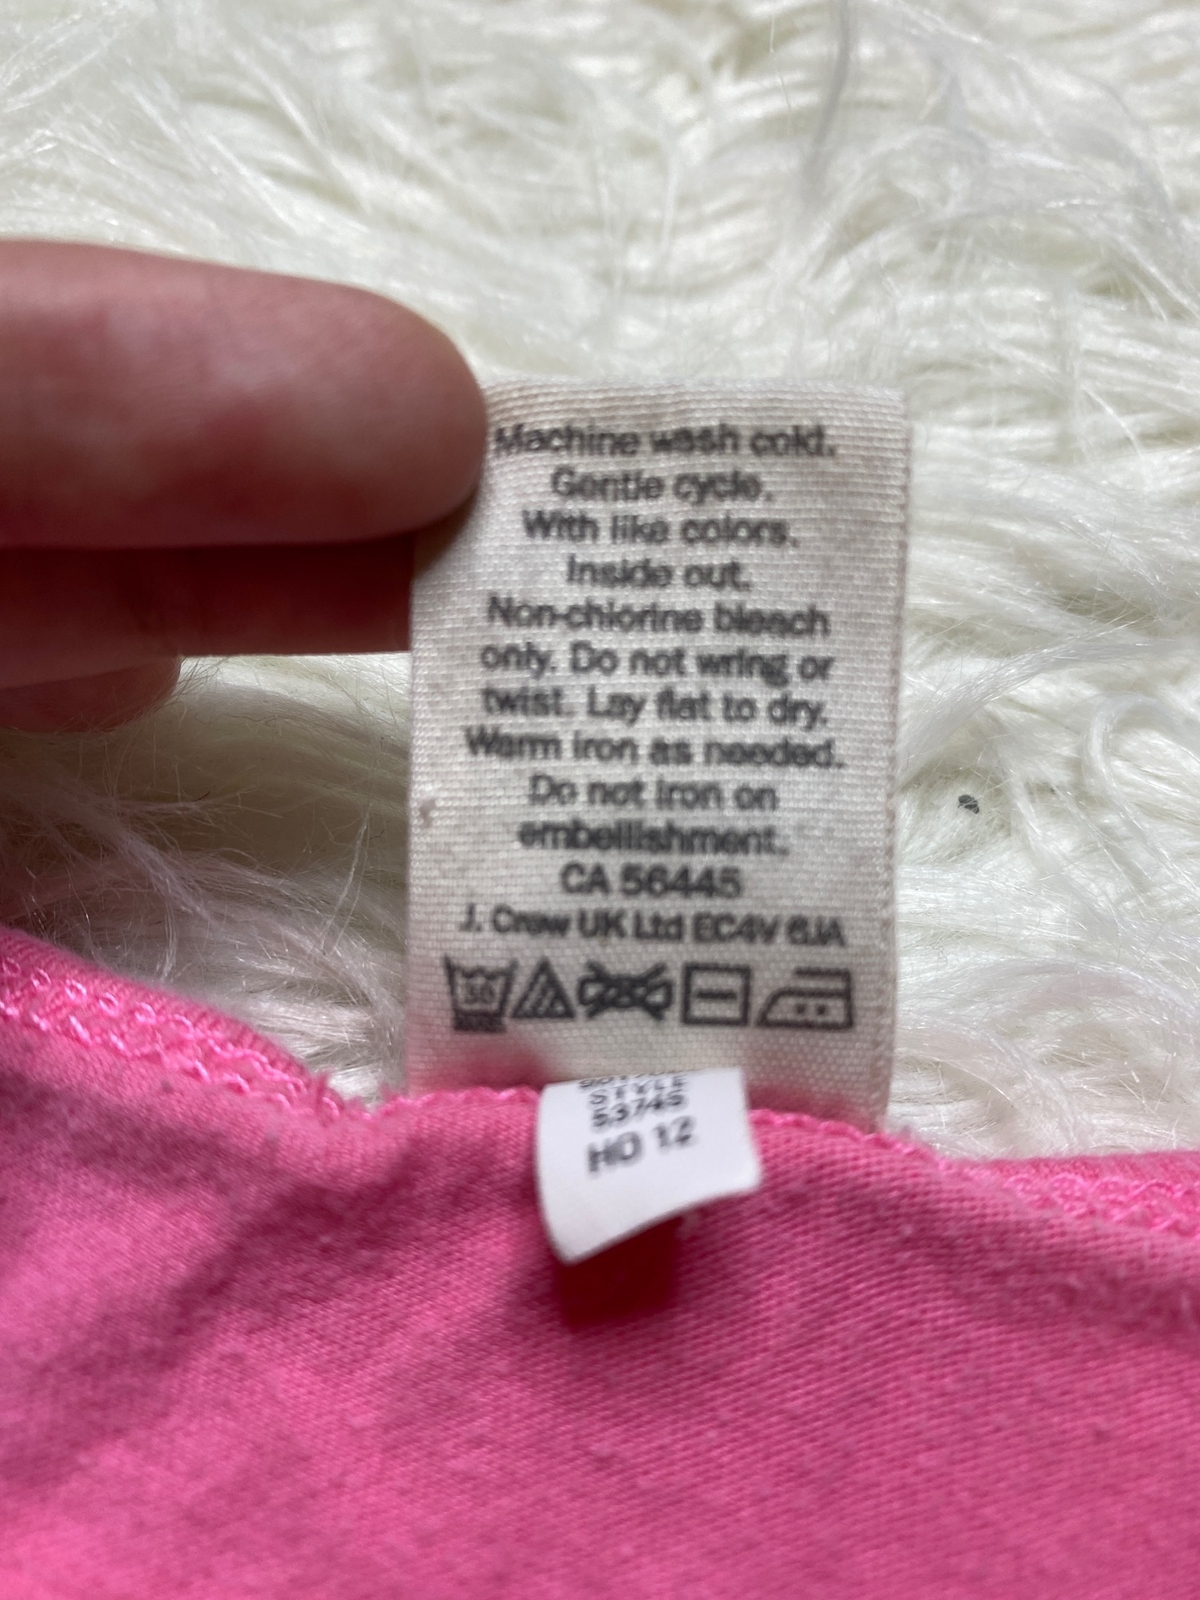 Machine wash cold.
Gentle cycle.
With like colors.
Inside out.
Non-chlorine bleach
only. Do not wring or
twist. Lay flat to dry.
Warm iron as needed.
Do not iron on
embellishment.
CA 56445
J. Crew UK Ltd EC4V 6JA
30
STYLE
53745
HO 12